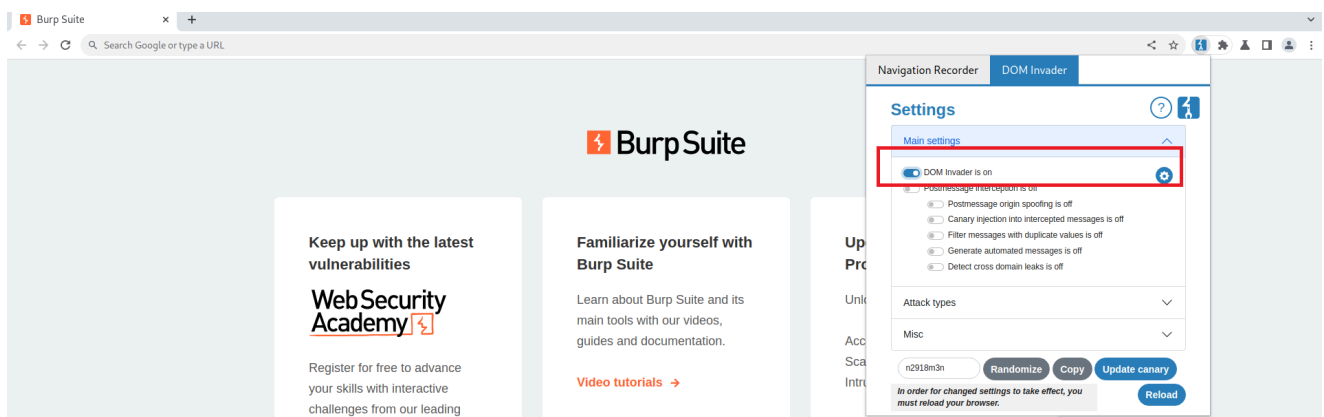 Burp Suite
Search Google or type a URL
Navigation Recorder
DOM Invader
Settings
Main settings
DOM Invader is on
Postmessage interception is off
Postmessage origin spoofing is off
Canary injection into intercepted messages is off
Filter messages with duplicate values is off
Generate automated messages is off
Detect cross domain leaks is off
Attack types
Misc
n2918m3n
Randomize
Copy
Update canary
In order for changed settings to take effect, you
must reload your browser.
Reload
Burp Suite
Keep up with the latest
vulnerabilities
WebSecurity
Academy
Register for free to advance
your skills with interactive
challenges from our leading
Familiarize yourself with
Burp Suite
Learn about Burp Suite and its
main tools with our videos,
guides and documentation.
Video tutorials